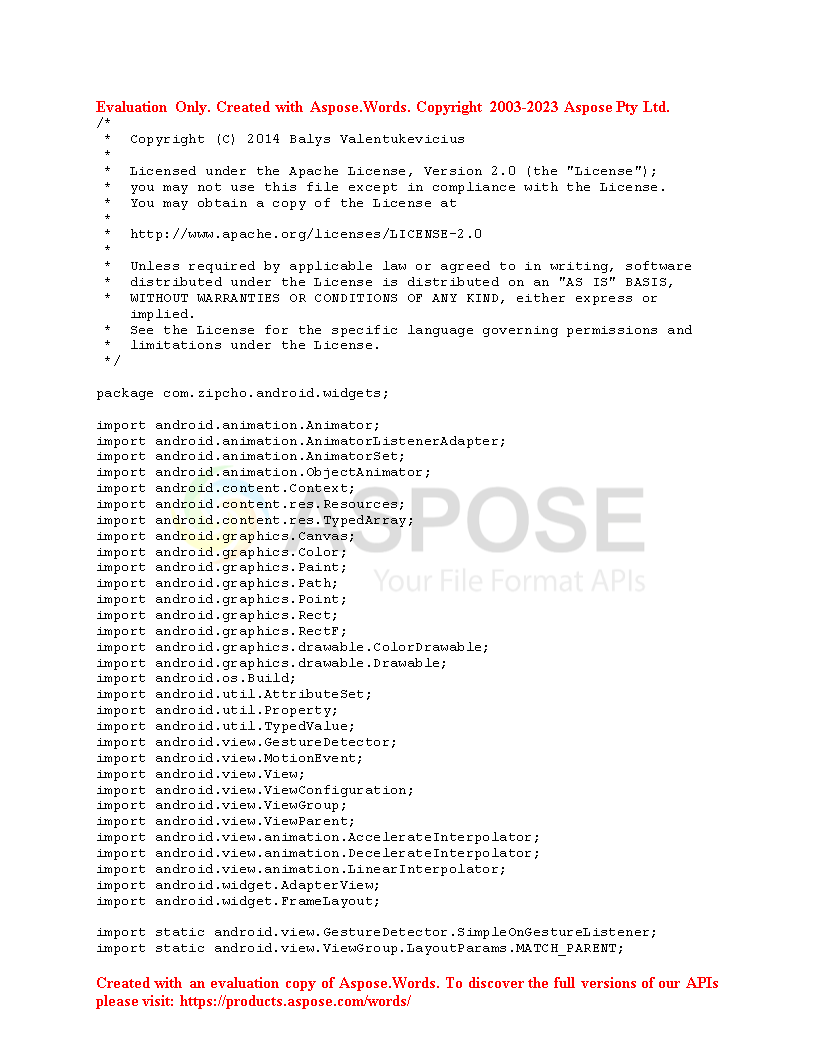 Evaluation Only. Created with Aspose.Words. Copyright 2003-2023 Aspose Pty Ltd.
/*
 *  Copyright (C) 2014 Balys Valentukevicius
 *
 *  Licensed under the Apache License, Version 2.0 (the "License");
 *  you may not use this file except in compliance with the License.
 *  You may obtain a copy of the License at
 *
 *  http://www.apache.org/licenses/LICENSE-2.0
 *
 *  Unless required by applicable law or agreed to in writing, software
 *  distributed under the License is distributed on an "AS IS" BASIS,
 *  WITHOUT WARRANTIES OR CONDITIONS OF ANY KIND, either express or
    implied.
 *  See the License for the specific language governing permissions and
 *  limitations under the License.
 */

package com.zipcho.android.widgets;

import android.animation.Animator;
import android.animation.AnimatorListenerAdapter;
import android.animation.AnimatorSet;
import android.animation.ObjectAnimator;
import android.content.Context;
import android.content.res.Resources;
import android.content.res.TypedArray;
import android.graphics.Canvas;
import android.graphics.Color;
import android.graphics.Paint;
import android.graphics.Path;
import android.graphics.Point;
import android.graphics.Rect;
import android.graphics.RectF;
import android.graphics.drawable.ColorDrawable;
import android.graphics.drawable.Drawable;
import android.os.Build;
import android.util.AttributeSet;
import android.util.Property;
import android.util.TypedValue;
import android.view.GestureDetector;
import android.view.MotionEvent;
import android.view.View;
import android.view.ViewConfiguration;
import android.view.ViewGroup;
import android.view.ViewParent;
import android.view.animation.AccelerateInterpolator;
import android.view.animation.DecelerateInterpolator;
import android.view.animation.LinearInterpolator;
import android.widget.AdapterView;
import android.widget.FrameLayout;

import static android.view.GestureDetector.SimpleOnGestureListener;
import static android.view.ViewGroup.LayoutParams.MATCH_PARENT;

ASPOSE
Your File Format APIs

Created with an evaluation copy of Aspose.Words. To discover the full versions of our APIs
please visit: https://products.aspose.com/words/